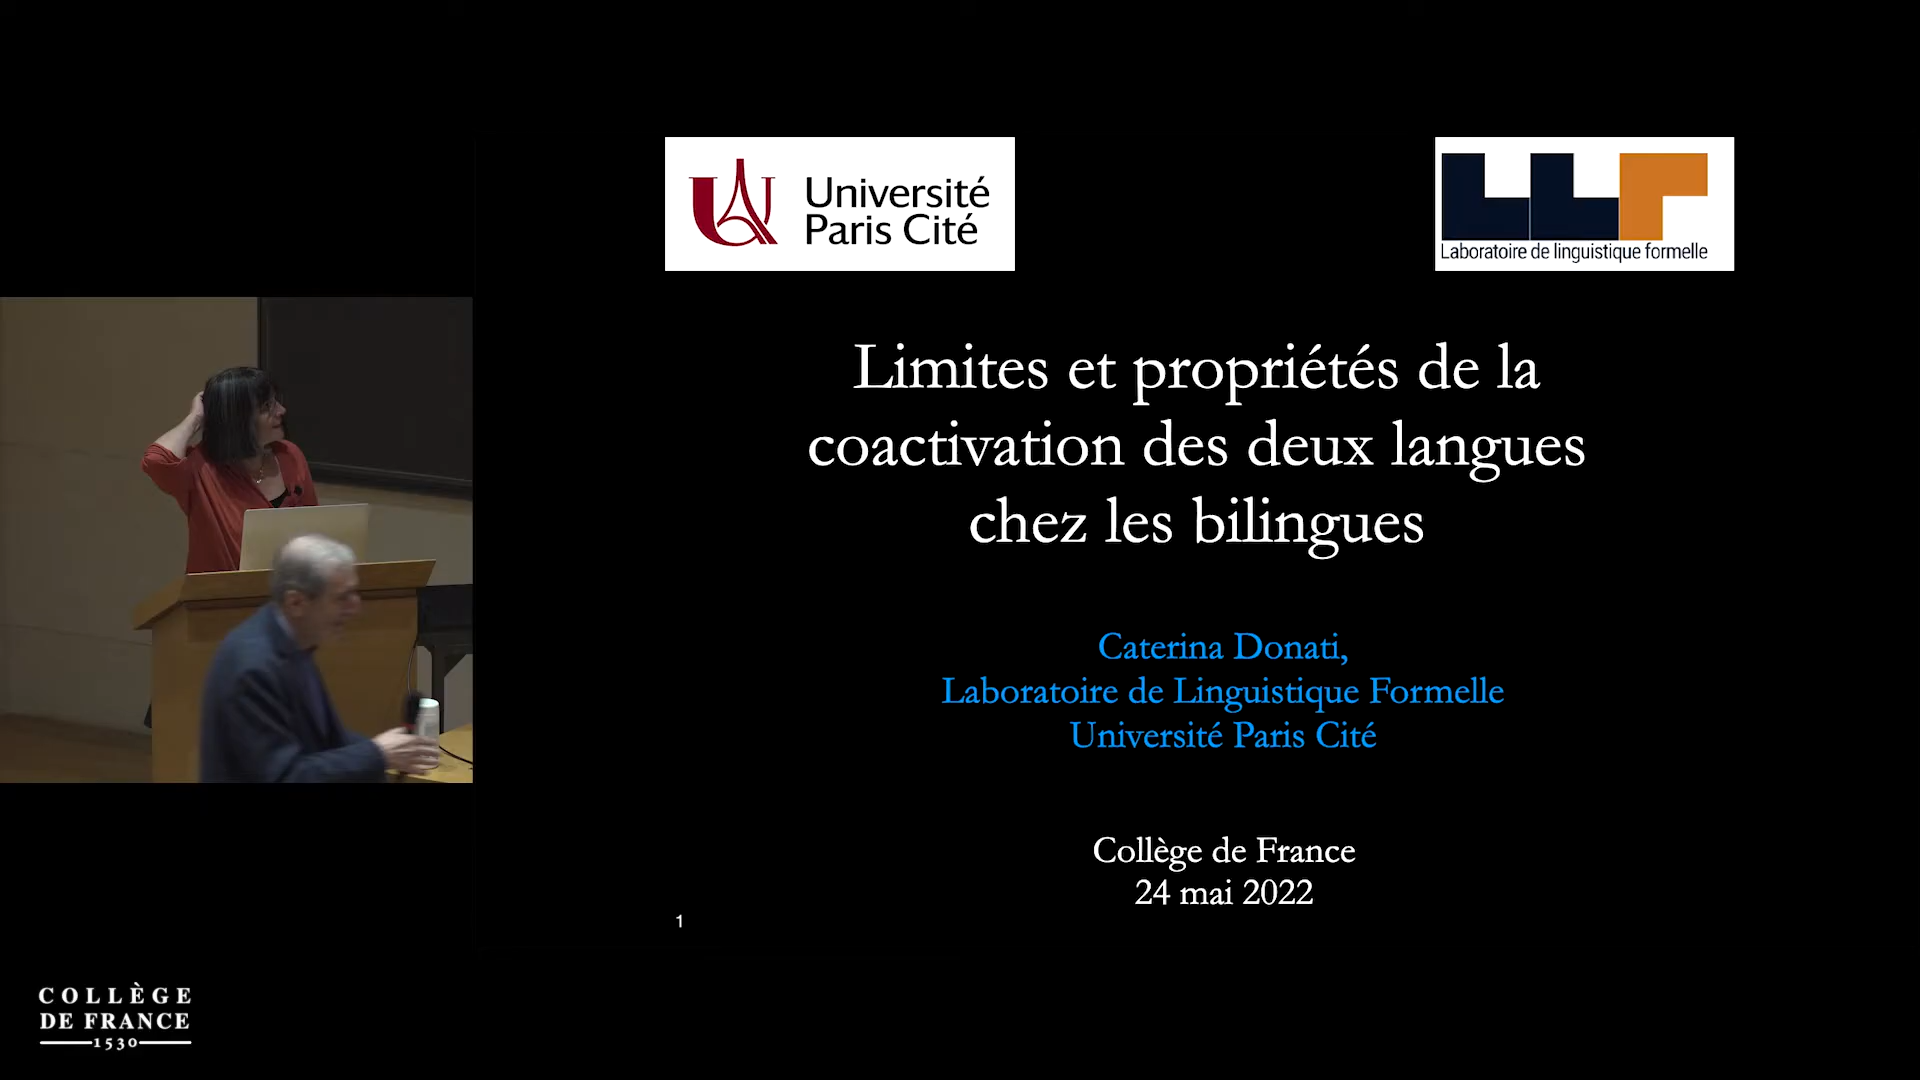 Université
Paris Cité
LLF
Laboratoire de linguistique formelle
Limites et propriétés de la
coactivation des deux langues
chez les bilingues
Caterina Donati,
Laboratoire de Linguistique Formelle
Université Paris Cité
Collège de France
24 mai 2022
1
COLLÈGE
DE FRANCE
1530